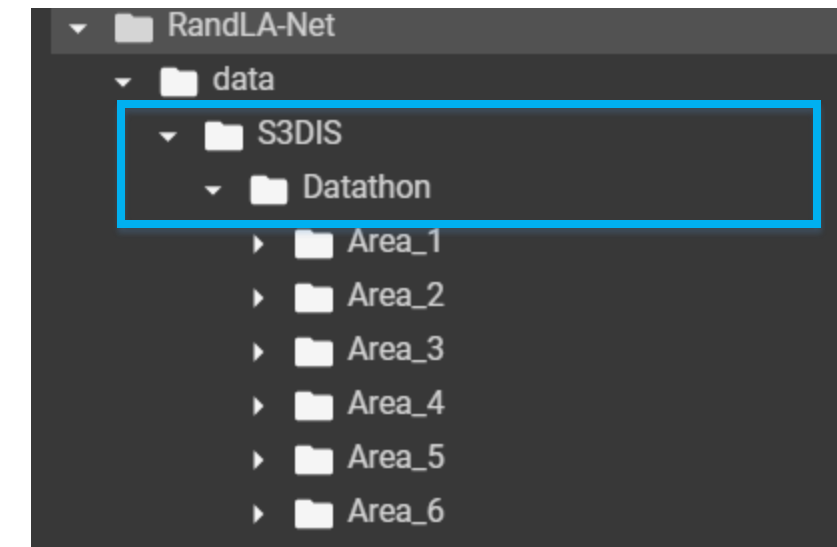 RandLA-Net
data
S3DIS
Datathon
Area_1
Area_2
Area_3
Area_4
Area_5
Area_6